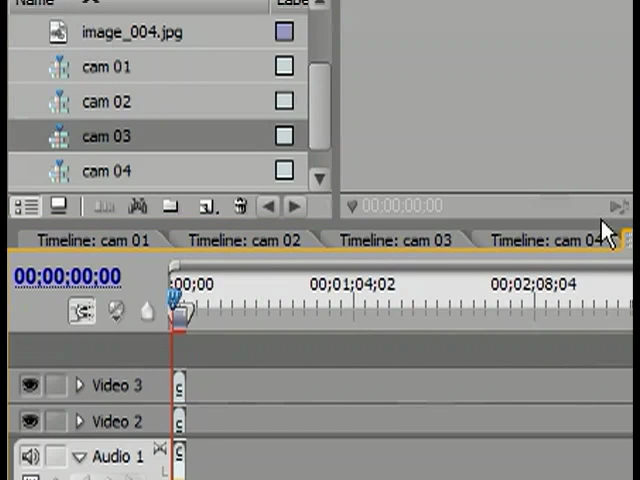 Name
Labe
image_004.jpg
cam 01
cam 02
cam 03
cam 04
00;00;00;00
Timeline: cam 01
Timeline: cam 02
Timeline: cam 03
Timeline: cam 04
00;00;00;00
:00;00
00;01;04;02
00;02;08;04
Video 3
Video 2
Audio 1